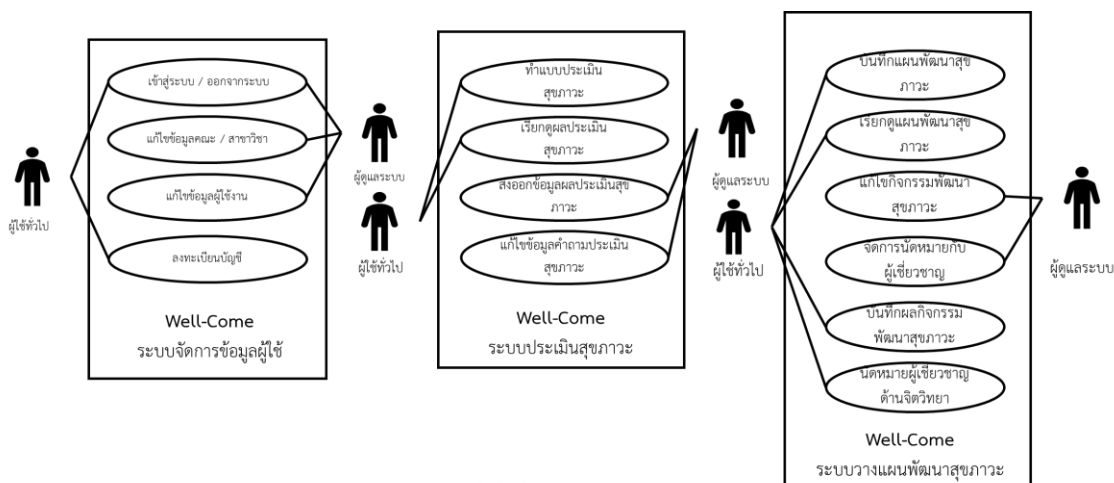 เข้าสู่ระบบ / ออกจากระบบ
แก้ไขข้อมูลคณะ / สาขาวิชา
แก้ไขข้อมูลผู้ใช้งาน
ลงทะเบียนบัญชี
Well-Come
ระบบจัดการข้อมูลผู้ใช้
ผู้ใช้ทั่วไป
ผู้ดูแลระบบ
ผู้ใช้ทั่วไป
ทำแบบประเมิน
สุขภาวะ
เรียกดูผลประเมิน
สุขภาวะ
ส่งออกข้อมูลผลประเมินสุข
ภาวะ
แก้ไขข้อมูลคำถามประเมิน
สุขภาวะ
Well-Come
ระบบประเมินสุขภาวะ
ผู้ดูแลระบบ
ผู้ใช้ทั่วไป
บันทึกแผนพัฒนาสุข
ภาวะ
เรียกดูแผนพัฒนาสุข
ภาวะ
แก้ไขกิจกรรมพัฒนา
สุขภาวะ
จัดการนัดหมายกับ
ผู้เชี่ยวชาญ
บันทึกผลกิจกรรม
พัฒนาสุขภาวะ
นัดหมายผู้เชี่ยวชาญ
ด้านจิตวิทยา
Well-Come
ระบบวางแผนพัฒนาสุขภาวะ
ผู้ดูแลระบบ